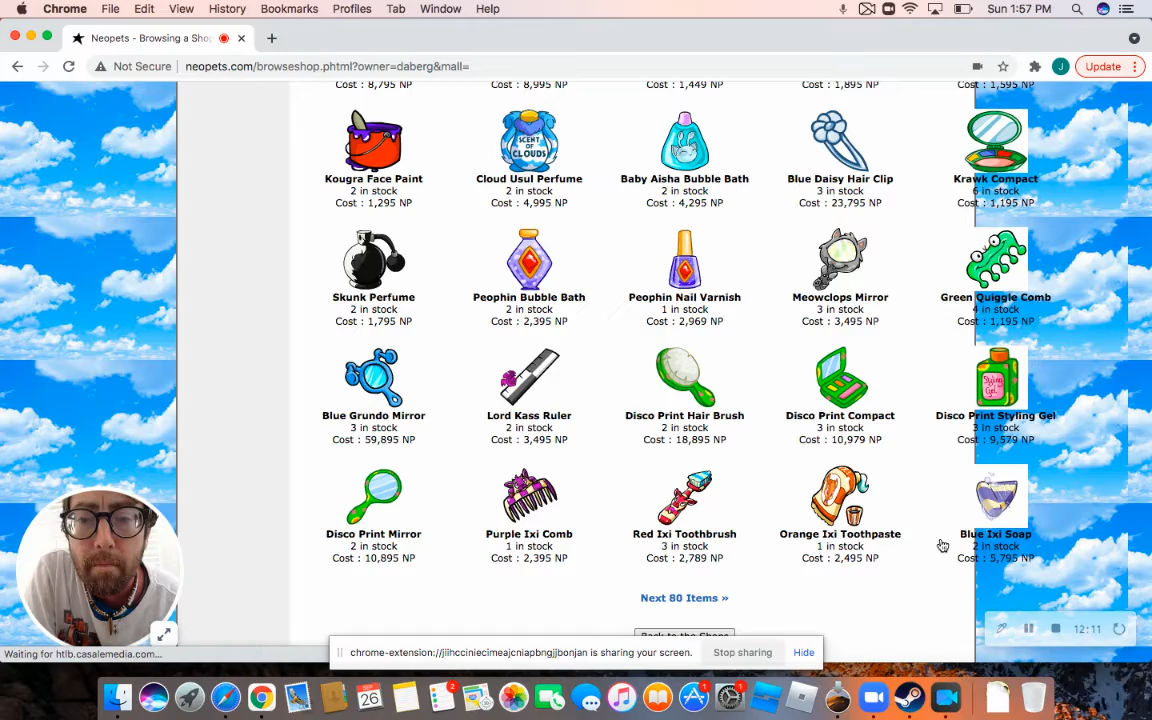 Chrome File Edit View History Bookmarks Profiles Tab Window Help Sun 1:57 PM
Neopets - Browsing a Sho
Not Secure neopets.com/browseshop.phtml?owner=daberg&mall= J Update
Cost : 8,795 NP Cost : 8,995 NP Cost : 1,449 NP Cost : 1,895 NP Cost : 1,595 NP
SCENT OF CLOUDS
Kougra Face Paint Cloud Usul Perfume Baby Aisha Bubble Bath Blue Daisy Hair Clip Krawk Compact
2 in stock 2 in stock 2 in stock 3 in stock 6 in stock
Cost : 1,295 NP Cost : 4,995 NP Cost : 4,295 NP Cost : 23,795 NP Cost : 1,195 NP
Skunk Perfume Peophin Bubble Bath Peophin Nail Varnish Meowclops Mirror Green Quiggle Comb
2 in stock 2 in stock 1 in stock 3 in stock 4 in stock
Cost : 1,795 NP Cost : 2,395 NP Cost : 2,969 NP Cost : 3,495 NP Cost : 1,195 NP
Styling Gel
Blue Grundo Mirror Lord Kass Ruler Disco Print Hair Brush Disco Print Compact Disco Print Styling Gel
3 in stock 2 in stock 2 in stock 3 in stock 3 in stock
Cost : 59,895 NP Cost : 3,495 NP Cost : 18,895 NP Cost : 10,979 NP Cost : 9,579 NP
Disco Print Mirror Purple Ixi Comb Red Ixi Toothbrush Orange Ixi Toothpaste Blue Ixi Soap
2 in stock 1 in stock 3 in stock 1 in stock 2 in stock
Cost : 10,895 NP Cost : 2,395 NP Cost : 2,789 NP Cost : 2,495 NP Cost : 5,795 NP
Next 80 Items »
12:11
Waiting for htlb.casalemedia.com...
chrome-extension://jiihcciniecimeajcniapbngjjbonjan is sharing your screen. Stop sharing Hide
26 2 1 1